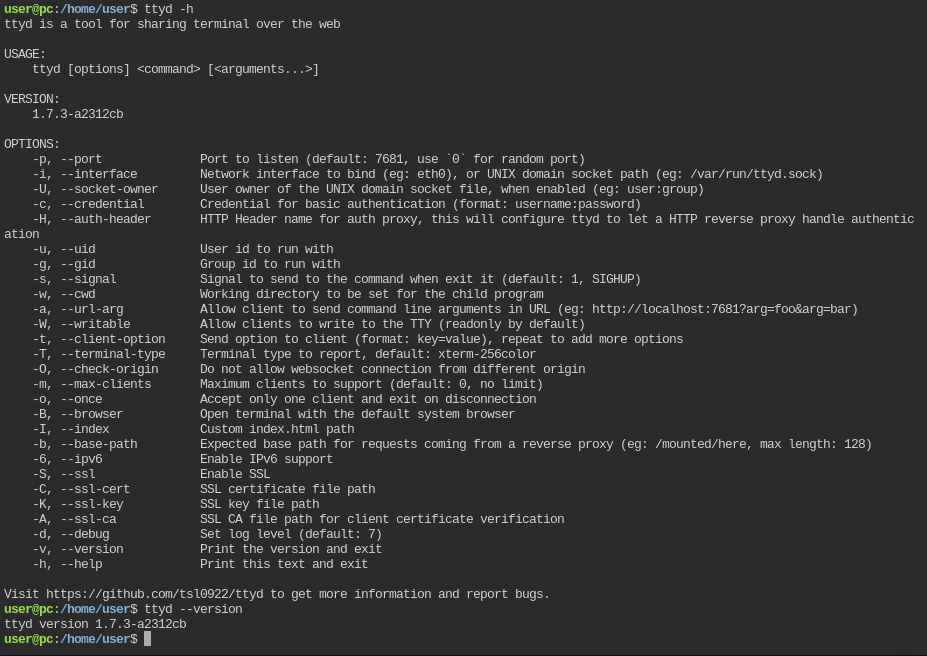 user@pc:/home/user$ ttyd -h
ttyd is a tool for sharing terminal over the web

USAGE:
    ttyd [options] <command> [<arguments...>]

VERSION:
    1.7.3-a2312cb

OPTIONS:
    -p, --port              Port to listen (default: 7681, use `0` for random port)
    -i, --interface         Network interface to bind (eg: eth0), or UNIX domain socket path (eg: /var/run/ttyd.sock)
    -U, --socket-owner      User owner of the UNIX domain socket file, when enabled (eg: user:group)
    -c, --credential        Credential for basic authentication (format: username:password)
    -H, --auth-header       HTTP Header name for auth proxy, this will configure ttyd to let a HTTP reverse proxy handle authentic
ation
    -u, --uid               User id to run with
    -g, --gid               Group id to run with
    -s, --signal            Signal to send to the command when exit it (default: 1, SIGHUP)
    -w, --cwd               Working directory to be set for the child program
    -a, --url-arg           Allow client to send command line arguments in URL (eg: http://localhost:7681?arg=foo&arg=bar)
    -W, --writable          Allow clients to write to the TTY (readonly by default)
    -t, --client-option     Send option to client (format: key=value), repeat to add more options
    -T, --terminal-type     Terminal type to report, default: xterm-256color
    -O, --check-origin      Do not allow websocket connection from different origin
    -m, --max-clients       Maximum clients to support (default: 0, no limit)
    -o, --once              Accept only one client and exit on disconnection
    -B, --browser           Open terminal with the default system browser
    -I, --index             Custom index.html path
    -b, --base-path         Expected base path for requests coming from a reverse proxy (eg: /mounted/here, max length: 128)
    -6, --ipv6              Enable IPv6 support
    -S, --ssl               Enable SSL
    -C, --ssl-cert          SSL certificate file path
    -K, --ssl-key           SSL key file path
    -A, --ssl-ca            SSL CA file path for client certificate verification
    -d, --debug             Set log level (default: 7)
    -v, --version           Print the version and exit
    -h, --help              Print this text and exit

Visit https://github.com/tsl0922/ttyd to get more information and report bugs.
user@pc:/home/user$ ttyd --version
ttyd version 1.7.3-a2312cb
user@pc:/home/user$